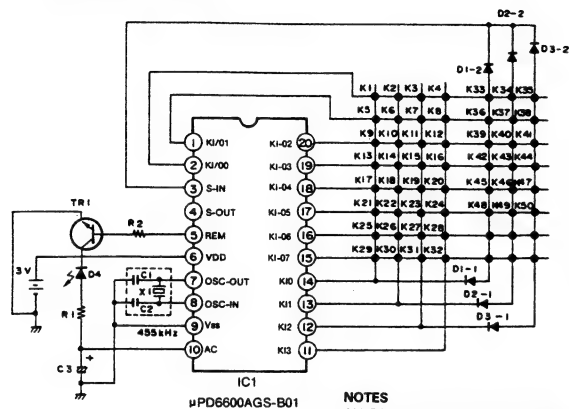 D2-2
D3-2
D1-2
K1 K2 K3 K4 K33 K34 K35
K5 K6 K7 K8 K36 K37 K38
K9 K10 K11 K12 K39 K40 K41
K13 K14 K15 K16 K42 K43 K44
K17 K18 K19 K20 K45 K46 K47
K21 K22 K23 K24 K48 K49 K50
K25 K26 K27 K28
K29 K30 K31 K32
1 KI/01 KI-02 20
2 KI/00 KI-03 19
3 S-IN KI-04 18
4 S-OUT KI-05 17
5 REM KI-06 16
6 VDD KI-07 15
7 OSC-OUT KI0 14
8 OSC-IN KI1 13
9 Vss KI2 12
10 AC KI3 11
TR1
R2
3V
D4
C1
X1
C2
R1
455kHz
C3 +
D1-1
D2-1
D3-1
IC1
µPD6600AGS-B01
NOTES